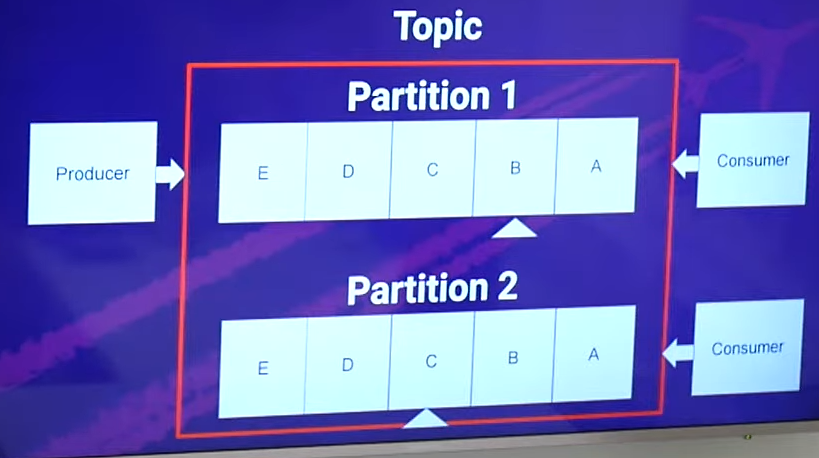 Topic
Partition 1
Producer
E D C B A
Consumer
Partition 2
E D C B A
Consumer